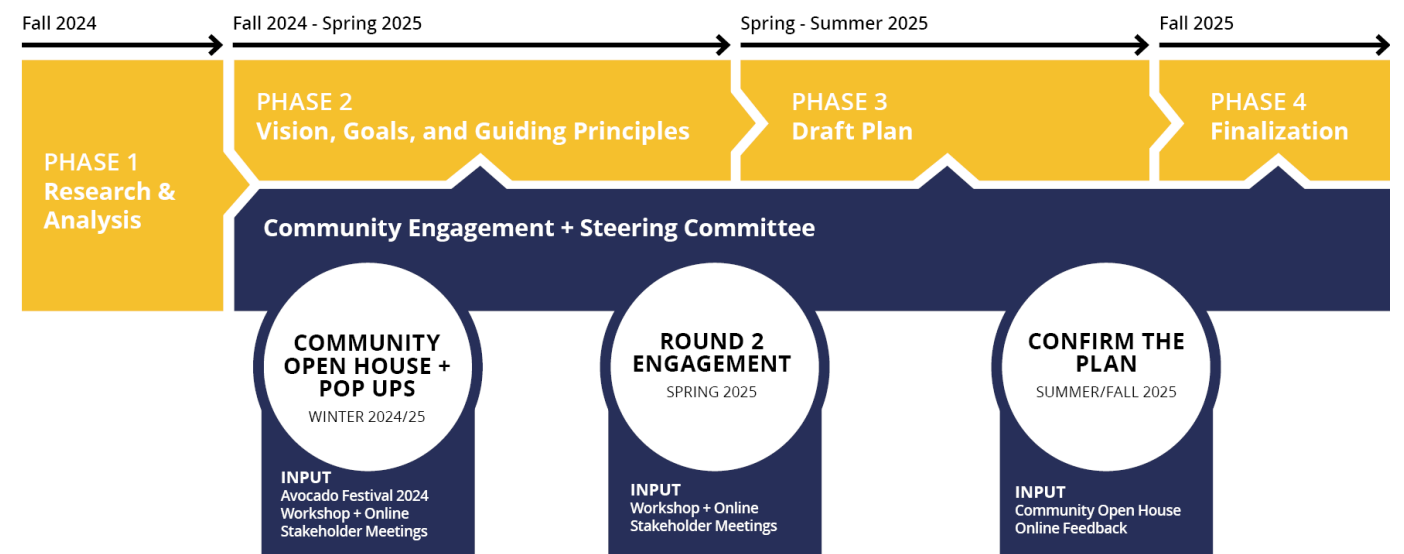 Fall 2024
Fall 2024 - Spring 2025
Spring - Summer 2025
Fall 2025
PHASE 1
Research &
Analysis
PHASE 2
Vision, Goals, and Guiding Principles
PHASE 3
Draft Plan
PHASE 4
Finalization
Community Engagement + Steering Committee
COMMUNITY
OPEN HOUSE +
POP UPS
WINTER 2024/25
INPUT
Avocado Festival 2024
Workshop + Online
Stakeholder Meetings
ROUND 2
ENGAGEMENT
SPRING 2025
INPUT
Workshop + Online
Stakeholder Meetings
CONFIRM THE
PLAN
SUMMER/FALL 2025
INPUT
Community Open House
Online Feedback